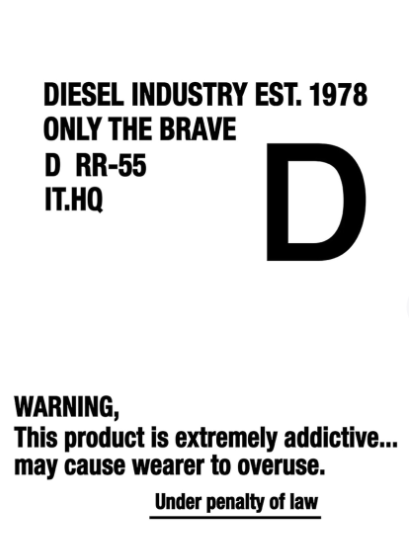 DIESEL INDUSTRY EST. 1978
ONLY THE BRAVE
D RR-55
IT.HQ
D
WARNING,
This product is extremely addictive...
may cause wearer to overuse.
Under penalty of law